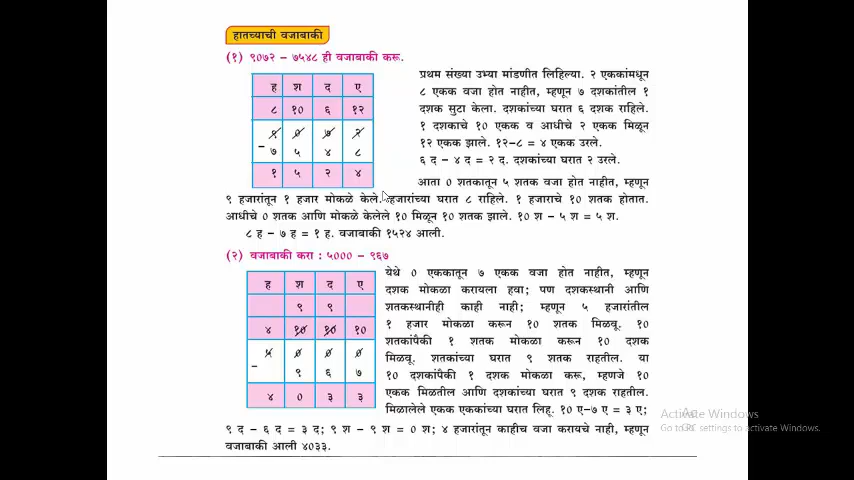 हातच्याची वजाबाकी
(१) ९०७२ – ७५४८ ही वजाबाकी करू.
ह श द ए
८ १० ६ १२
९ ० ७ २
– ७ ५ ४ ८
१ ५ २ ४
प्रथम संख्या उभ्या मांडणीत लिहिल्या. २ एककांमधून
८ एकक वजा होत नाहीत, म्हणून ७ दशकांतील १
दशक सुटा केला. दशकांच्या घरात ६ दशक राहिले.
१ दशकाचे १० एकक व आधीचे २ एकक मिळून
१२ एकक झाले. १२–८ = ४ एकक उरले.
६ द – ४ द = २ द. दशकांच्या घरात २ उरले.
आता 0 शतकातून ५ शतक वजा होत नाहीत, म्हणून
९ हजारांतून १ हजार मोकळे केले. हजारांच्या घरात ८ राहिले. १ हजाराचे १० शतक होतात.
आधीचे 0 शतक आणि मोकळे केलेले १० मिळून १० शतक झाले. १० श – ५ श = ५ श.
८ ह – ७ ह = १ ह. वजाबाकी १५२४ आली.
(२) वजाबाकी करा : ५००० – ९६७
ह श द ए
९ ९
४ १० १० १०
५ ० ० ०
– ९ ६ ७
४ ० ३ ३
येथे 0 एककातून ७ एकक वजा होत नाहीत, म्हणून
दशक मोकळा करायला हवा; पण दशकस्थानी आणि
शतकस्थानीही काही नाही; म्हणून ५ हजारांतील
१ हजार मोकळा करून १० शतक मिळवू. १०
शतकांपैकी १ शतक मोकळा करून १० दशक
मिळवू. शतकांच्या घरात ९ शतक राहतील. या
१० दशकांपैकी १ दशक मोकळा करू, म्हणजे १०
एकक मिळतील आणि दशकांच्या घरात ९ दशक राहतील.
मिळालेले एकक एककांच्या घरात लिहू. १० ए–७ ए = ३ ए;
९ द – ६ द = ३ द; ९ श – ९ श = 0 श; ४ हजारांतून काहीच वजा करायचे नाही, म्हणून
वजाबाकी आली ४०३३.
Activate Windows
Go to PC settings to activate Windows.